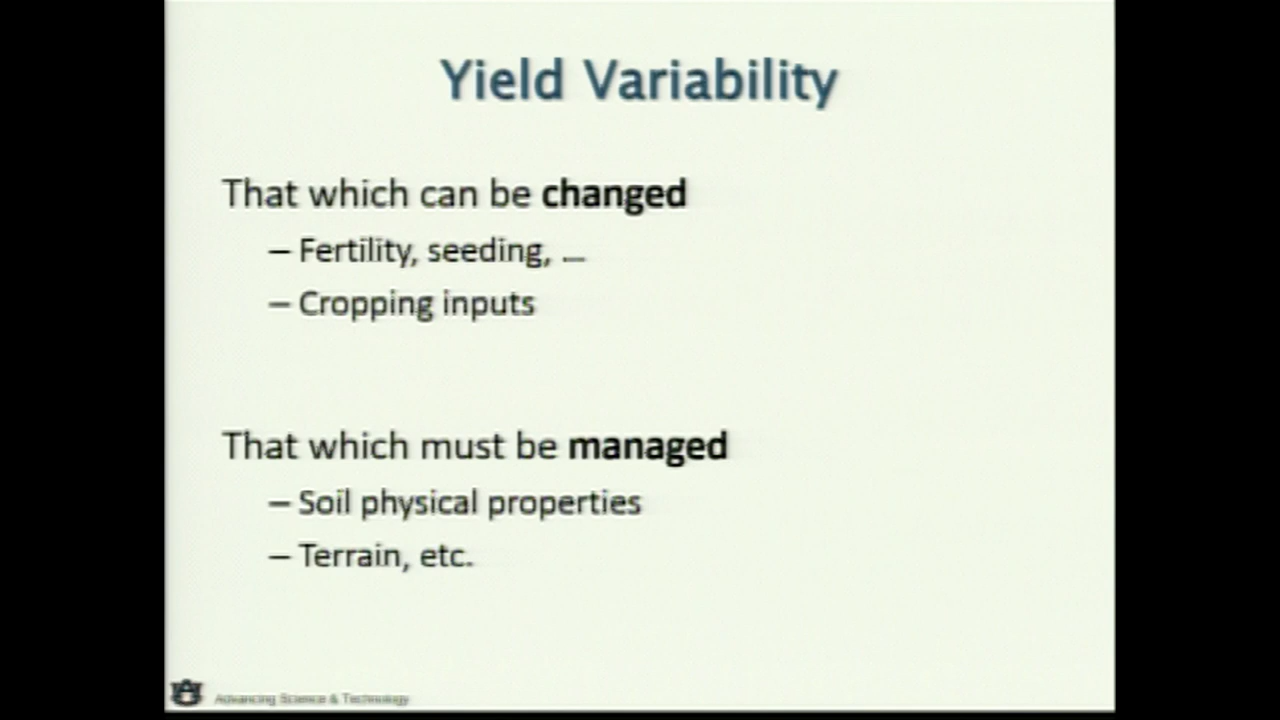 Yield Variability
That which can be changed
– Fertility, seeding, ...
– Cropping inputs
That which must be managed
– Soil physical properties
– Terrain, etc.
Advancing Science & Technology